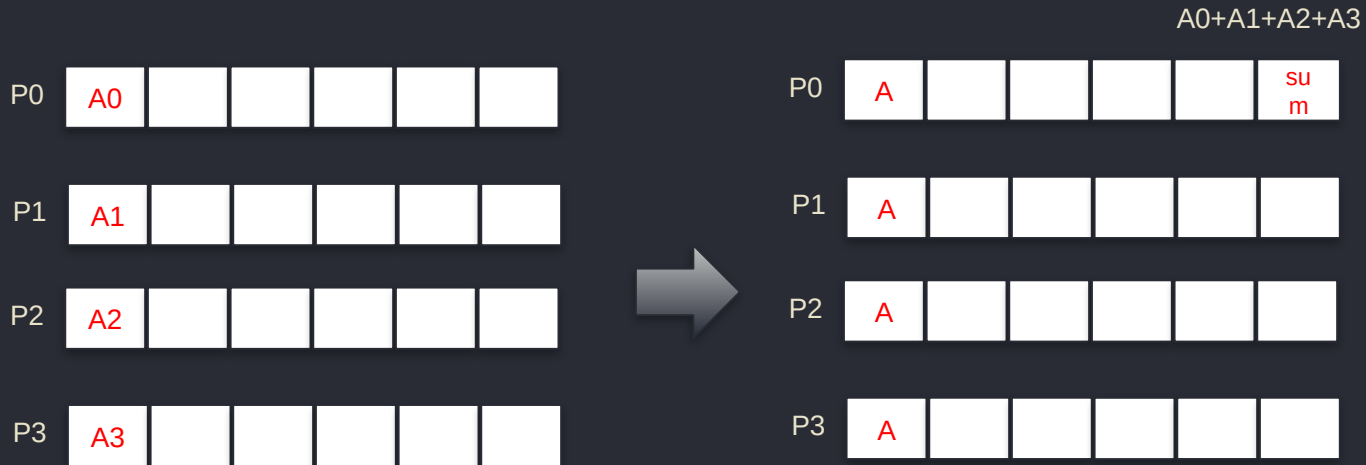 A0+A1+A2+A3
P0 A0
P1 A1
P2 A2
P3 A3
P0 A su
m
P1 A
P2 A
P3 A